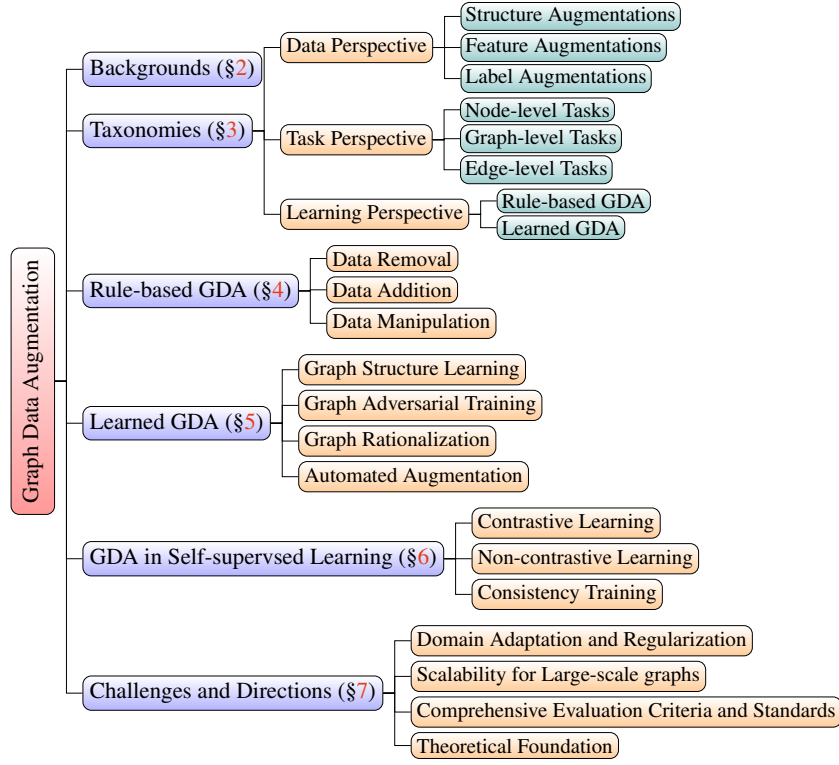 Graph Data Augmentation
Backgrounds (§2)
Taxonomies (§3)
Data Perspective
Structure Augmentations
Feature Augmentations
Label Augmentations
Task Perspective
Node-level Tasks
Graph-level Tasks
Edge-level Tasks
Learning Perspective
Rule-based GDA
Learned GDA
Rule-based GDA (§4)
Data Removal
Data Addition
Data Manipulation
Learned GDA (§5)
Graph Structure Learning
Graph Adversarial Training
Graph Rationalization
Automated Augmentation
GDA in Self-supervsed Learning (§6)
Contrastive Learning
Non-contrastive Learning
Consistency Training
Challenges and Directions (§7)
Domain Adaptation and Regularization
Scalability for Large-scale graphs
Comprehensive Evaluation Criteria and Standards
Theoretical Foundation